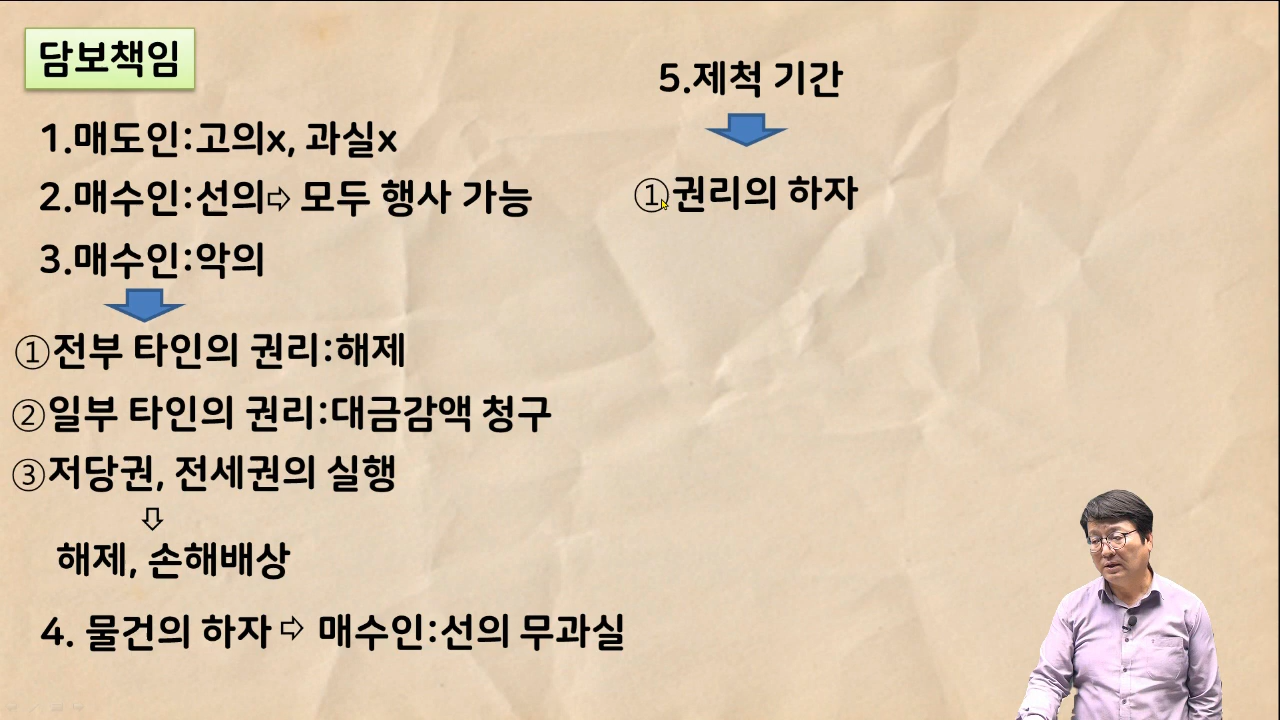 담보책임
1.매도인:고의x, 과실x
2.매수인:선의⇨ 모두 행사 가능
3.매수인:악의
①전부 타인의 권리:해제
②일부 타인의 권리:대금감액 청구
③저당권, 전세권의 실행
해제, 손해배상
4. 물건의 하자⇨ 매수인:선의 무과실
5.제척 기간
①권리의 하자